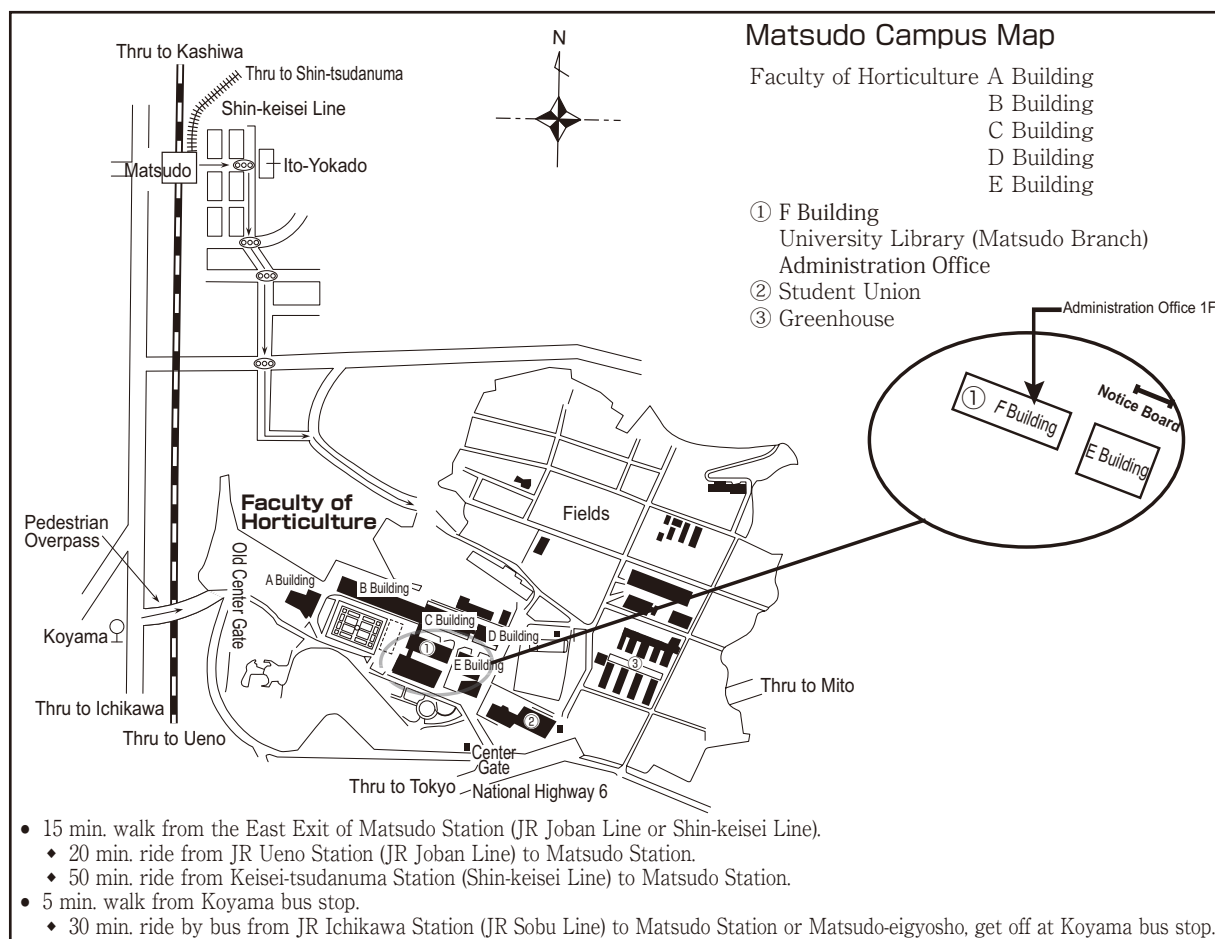 Matsudo Campus Map
Faculty of Horticulture A Building
B Building
C Building
D Building
E Building
① F Building
University Library (Matsudo Branch)
Administration Office
② Student Union
③ Greenhouse
N
Thru to Kashiwa
Thru to Shin-tsudanuma
Shin-keisei Line
Matsudo
Ito-Yokado
Administration Office 1F
① F Building
Notice Board
E Building
Faculty of
Horticulture
Fields
Pedestrian
Overpass
Old Center Gate
A Building
B Building
C Building
D Building
①
E Building
③
②
Koyama
Thru to Mito
Thru to Ichikawa
Thru to Ueno
Center
Gate
Thru to Tokyo
National Highway 6
• 15 min. walk from the East Exit of Matsudo Station (JR Joban Line or Shin-keisei Line).
◆ 20 min. ride from JR Ueno Station (JR Joban Line) to Matsudo Station.
◆ 50 min. ride from Keisei-tsudanuma Station (Shin-keisei Line) to Matsudo Station.
• 5 min. walk from Koyama bus stop.
◆ 30 min. ride by bus from JR Ichikawa Station (JR Sobu Line) to Matsudo Station or Matsudo-eigyosho, get off at Koyama bus stop.